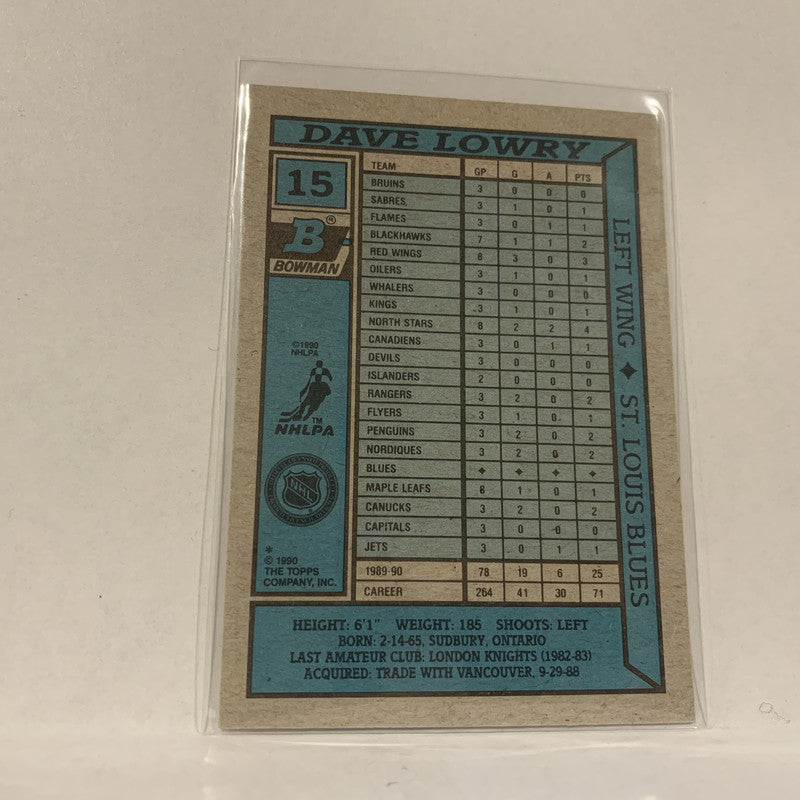 DAVE LOWRY
15
B®
BOWMAN
©1990
NHLPA
TM
NHLPA
NHL
*
© 1990
THE TOPPS
COMPANY, INC.
TEAM GP G A PTS
BRUINS 3 0 0 0
SABRES 3 1 0 1
FLAMES 3 0 1 1
BLACKHAWKS 7 1 1 2
RED WINGS 8 3 0 3
OILERS 3 1 0 1
WHALERS 3 0 0 0
KINGS 3 1 0 1
NORTH STARS 8 2 2 4
CANADIENS 3 0 1 1
DEVILS 3 0 0 0
ISLANDERS 2 0 0 0
RANGERS 3 2 0 2
FLYERS 3 1 0 1
PENGUINS 3 2 0 2
NORDIQUES 3 2 0 2
BLUES ✦ ✦ ✦ ✦
MAPLE LEAFS 8 1 0 1
CANUCKS 3 2 0 2
CAPITALS 3 0 0 0
JETS 3 0 1 1
1989-90 78 19 6 25
CAREER 264 41 30 71
LEFT WING ✦ ST. LOUIS BLUES
HEIGHT: 6'1" WEIGHT: 185 SHOOTS: LEFT
BORN: 2-14-65, SUDBURY, ONTARIO
LAST AMATEUR CLUB: LONDON KNIGHTS (1982-83)
ACQUIRED: TRADE WITH VANCOUVER, 9-29-88